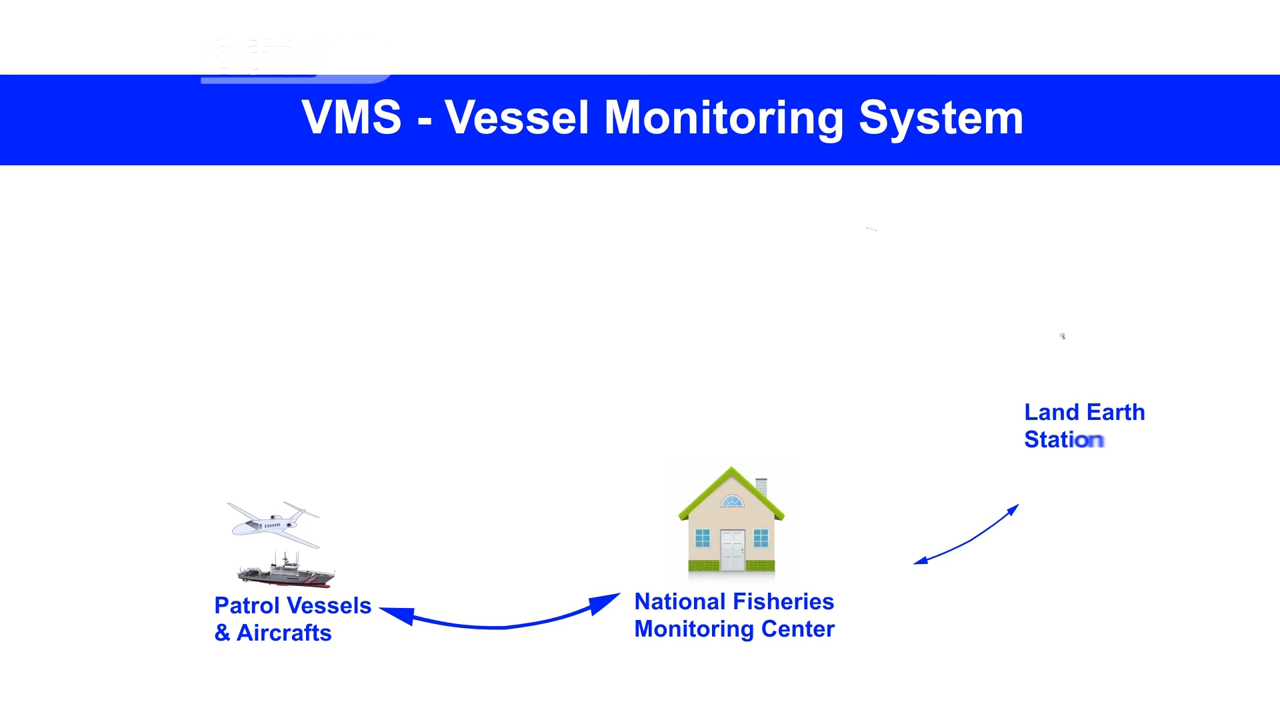 VMS - Vessel Monitoring System
Land Earth
Station
Patrol Vessels
& Aircrafts
National Fisheries
Monitoring Center